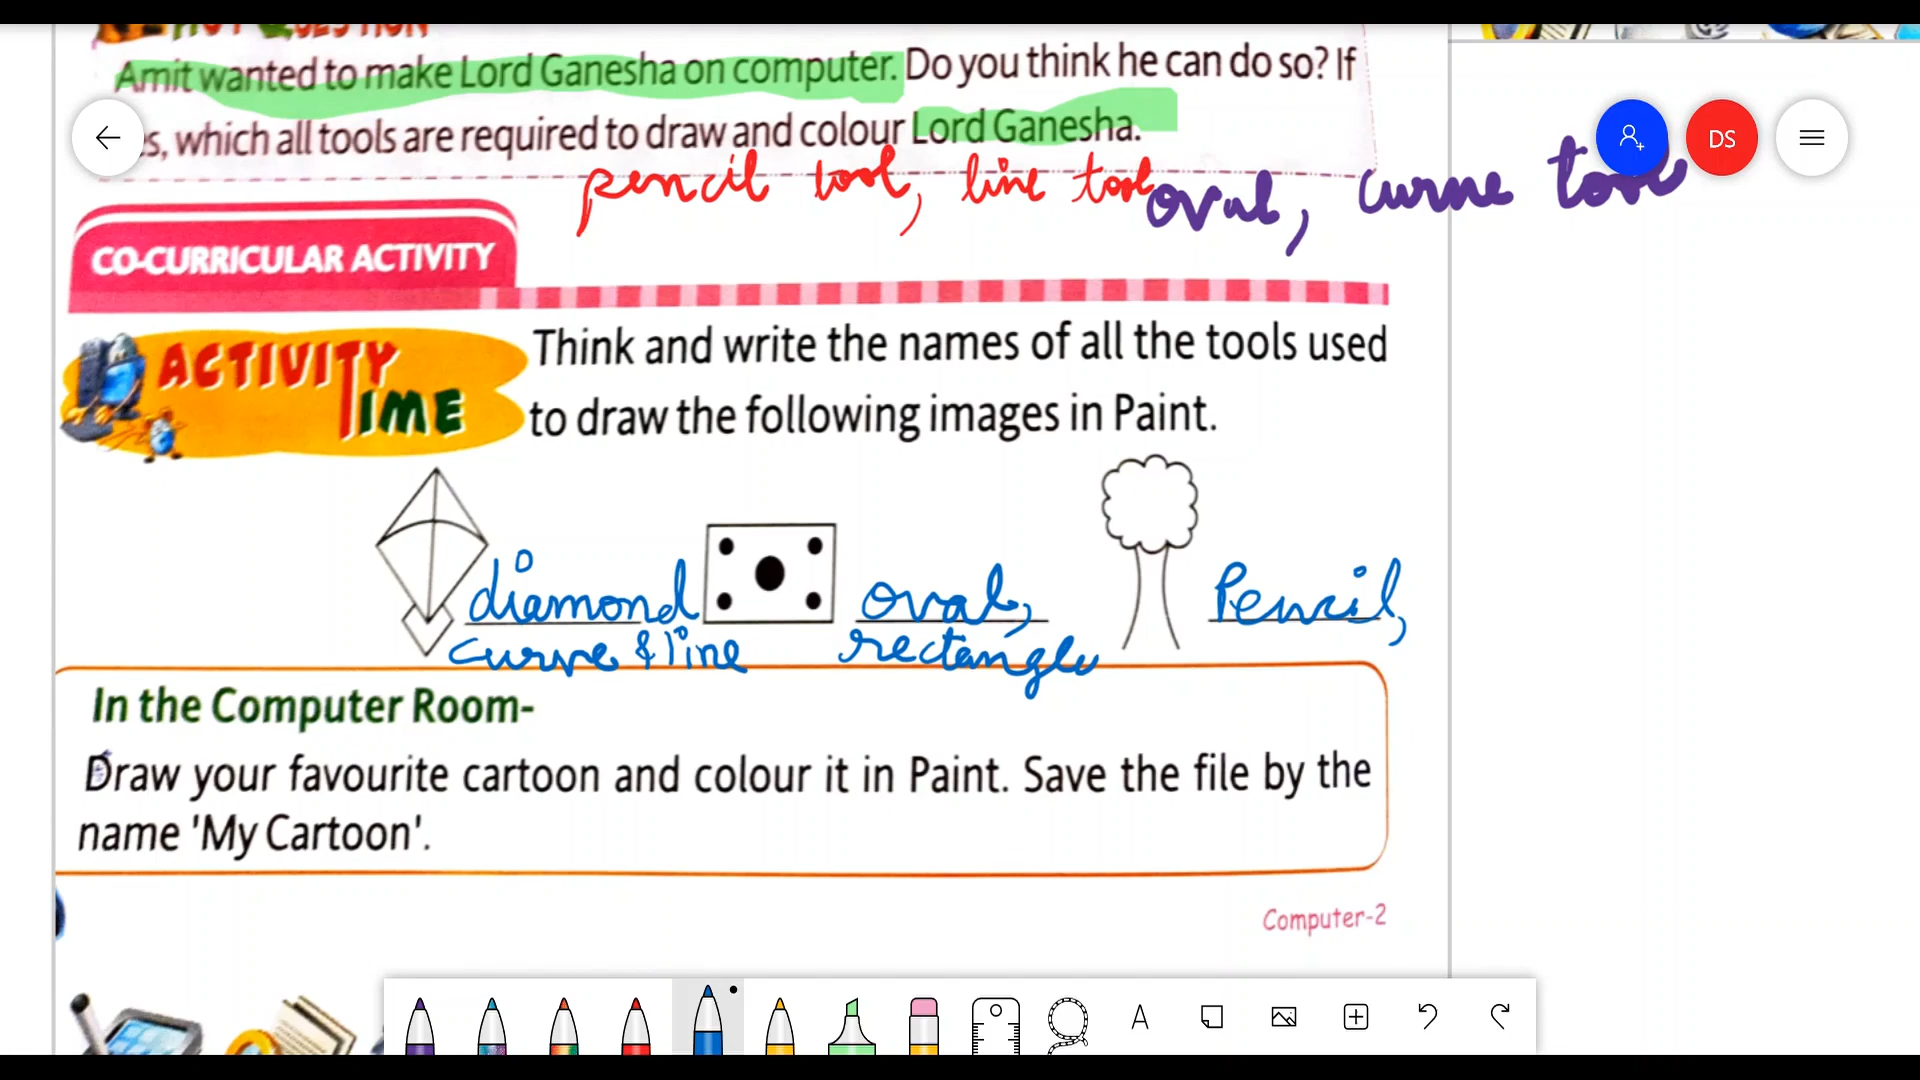 HOT QUESTION
Amit wanted to make Lord Ganesha on computer. Do you think he can do so? If
s, which all tools are required to draw and colour Lord Ganesha.
pencil tool, line tool oval, curve tool
DS
CO-CURRICULAR ACTIVITY
ACTIVITY TIME
Think and write the names of all the tools used
to draw the following images in Paint.
diamond oval, Pencil,
curve & line rectangle
In the Computer Room-
Draw your favourite cartoon and colour it in Paint. Save the file by the
name 'My Cartoon'.
Computer-2
A